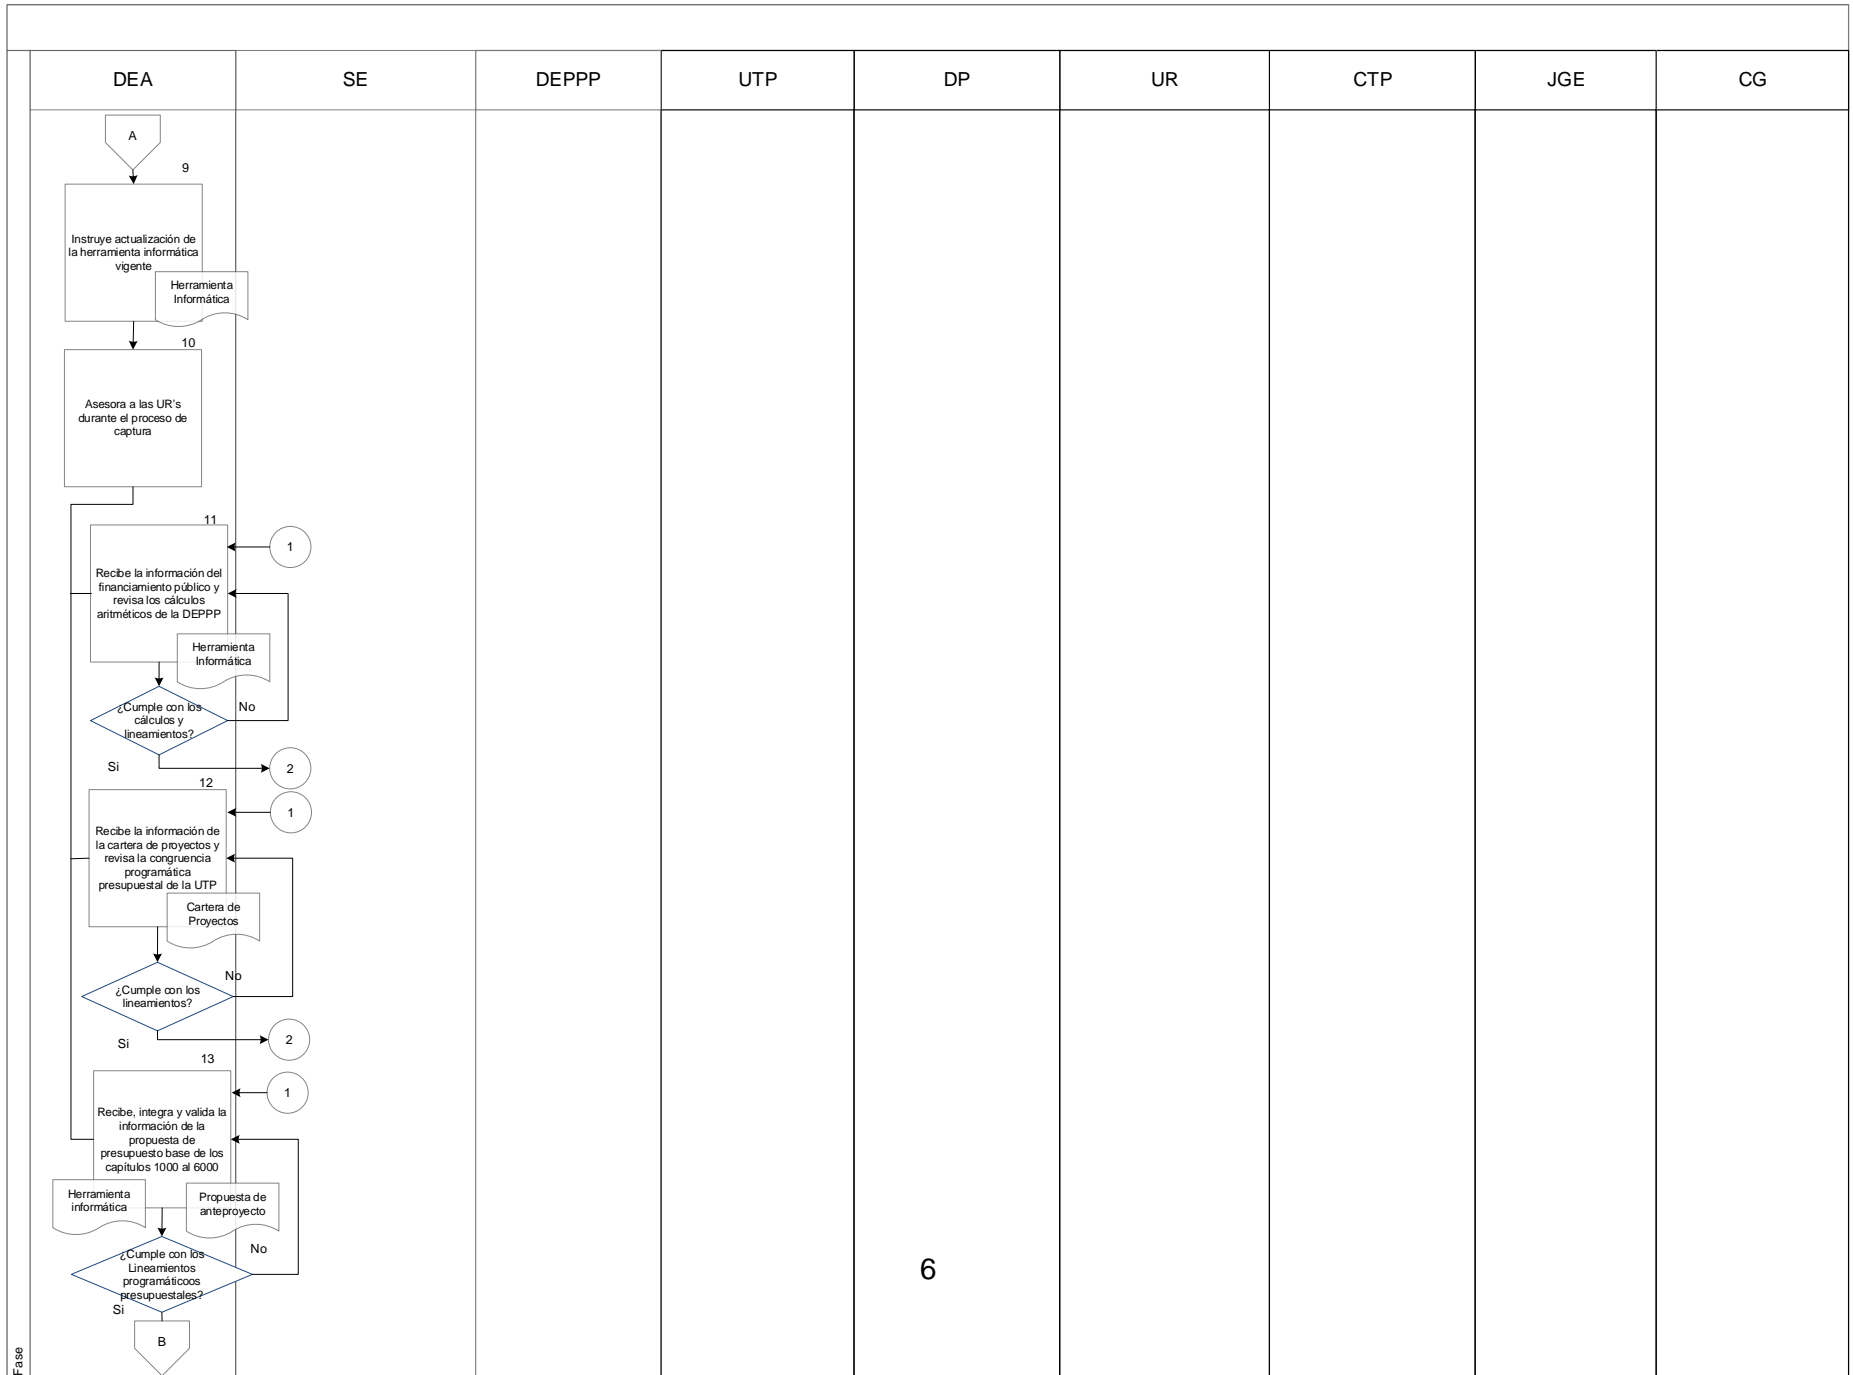 DEA
SE
DEPPP
UTP
DP
UR
CTP
JGE
CG
A
9
Instruye actualización de
la herramienta informática
vigente
Herramienta
Informática
10
Asesora a las UR's
durante el proceso de
captura
11
1
Recibe la información del
financiamiento público y
revisa los cálculos
aritméticos de la DEPPP
Herramienta
Informática
¿Cumple con los
cálculos y
lineamientos?
No
Si
2
12
1
Recibe la información de
la cartera de proyectos y
revisa la congruencia
programática
presupuestal de la UTP
Cartera de
Proyectos
No
¿Cumple con los
lineamientos?
Si
2
13
1
Recibe, integra y valida la
información de la
propuesta de
presupuesto base de los
capítulos 1000 al 6000
Herramienta
informática
Propuesta de
anteproyecto
No
¿Cumple con los
Lineamientos
programáticoos
presupuestales?
Si
B
6
Fase